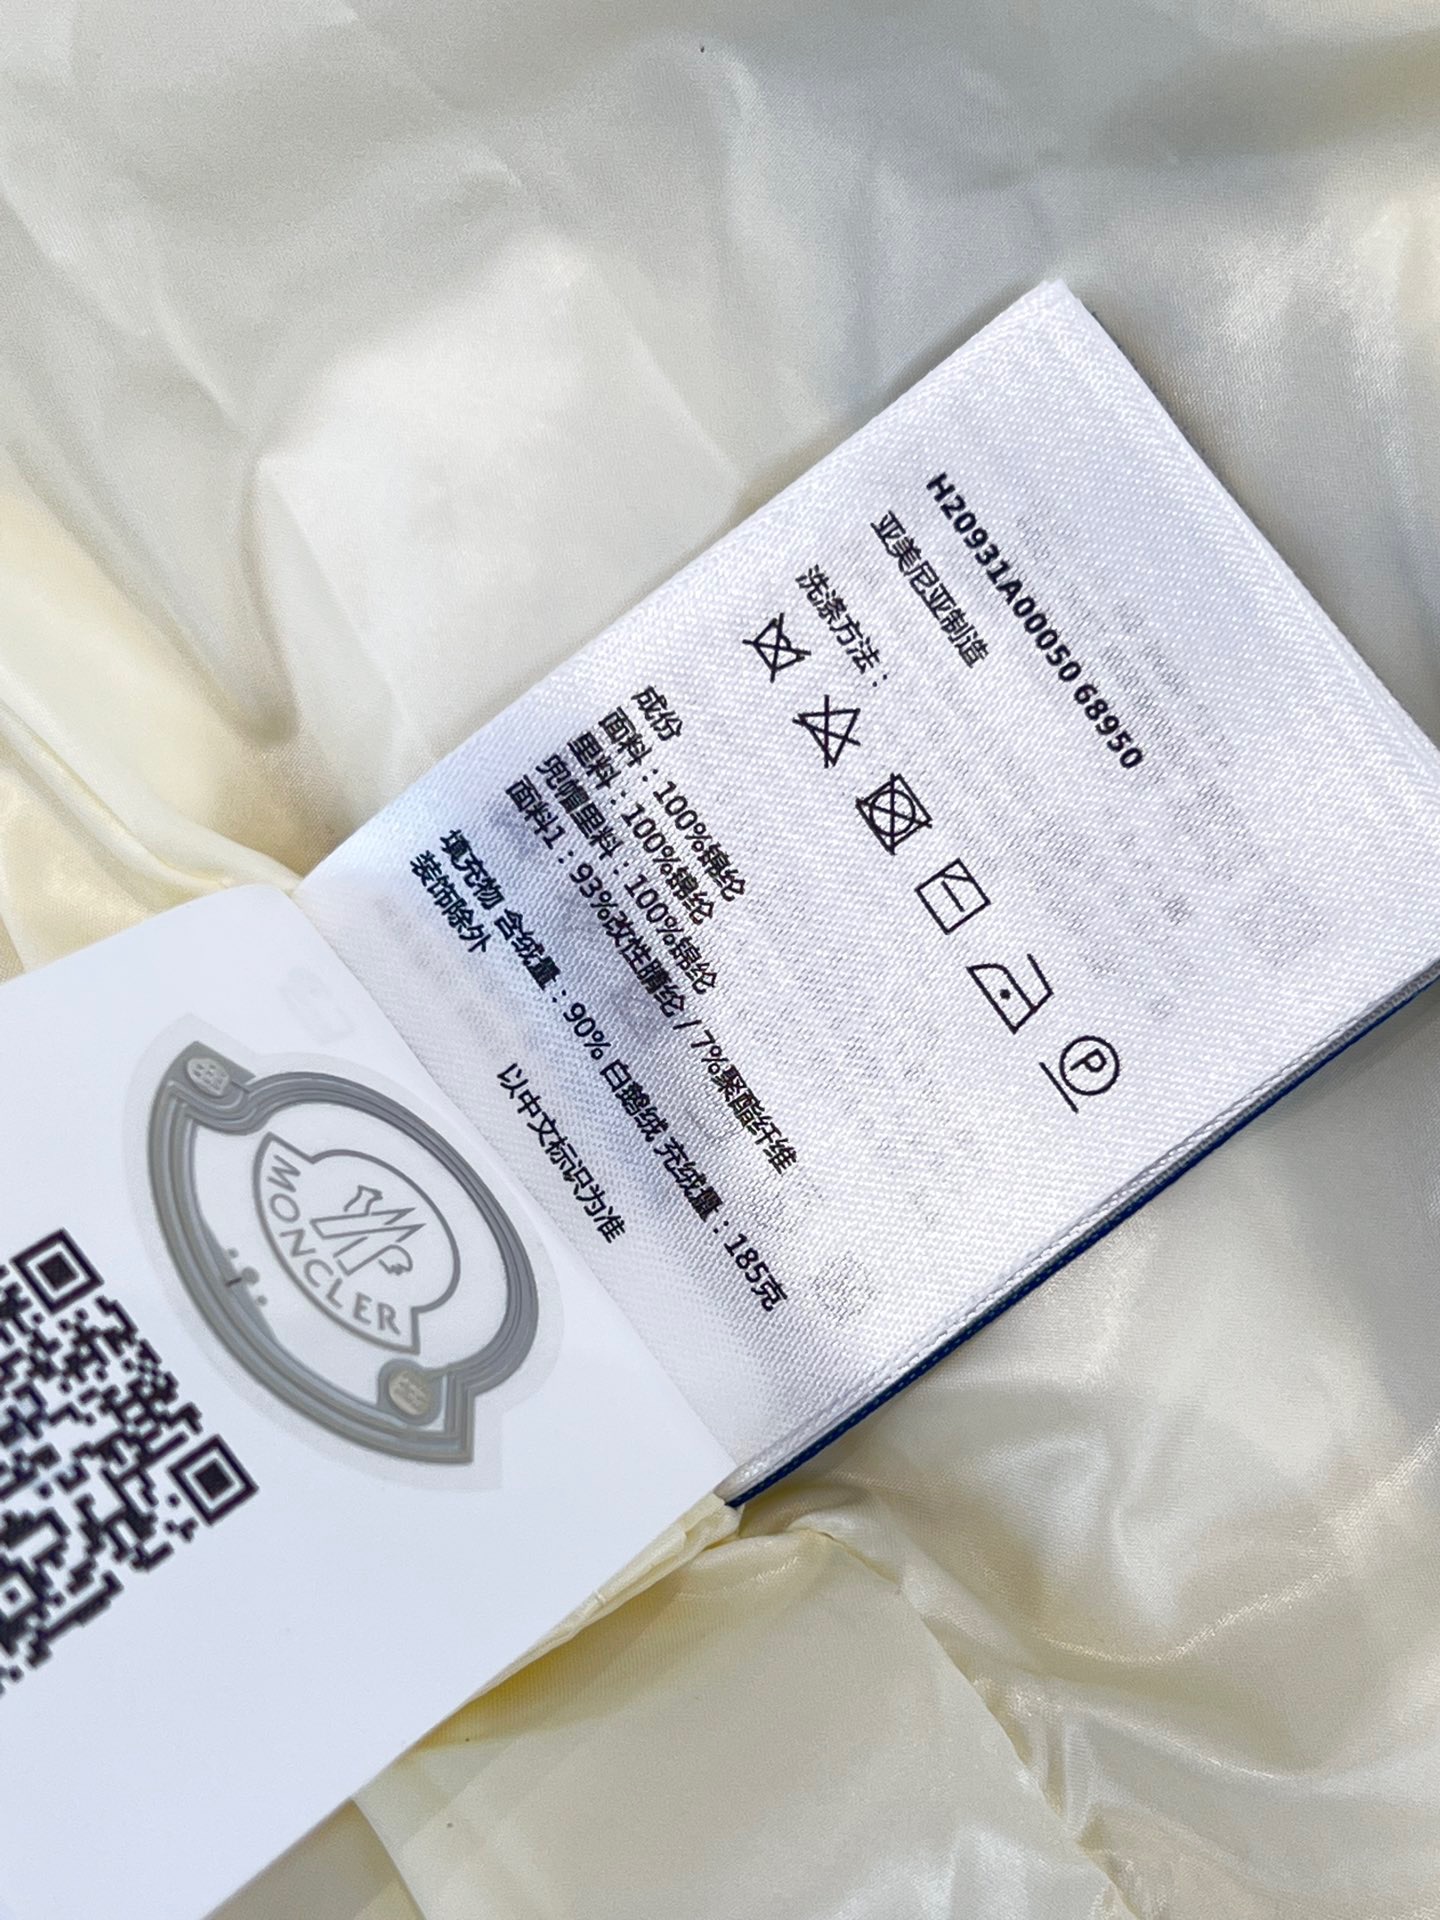 H20931A00050 68950
亚美尼亚制造
洗涤方法：
P
成份
面料：100%锦纶
里料：100%锦纶
兜帽里料：100%锦纶
面料1：93%改性腈纶 / 7%聚酯纤维
填充物 含绒量：90% 白鹅绒 充绒量：185克
装饰除外
以中文标识为准
MONCLER